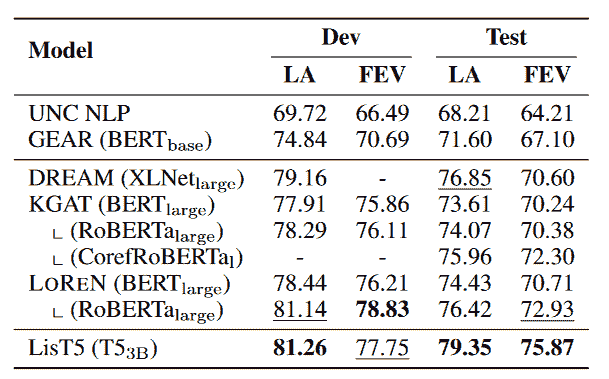 Model Dev Test
LA FEV LA FEV
UNC NLP 69.72 66.49 68.21 64.21
GEAR (BERTbase) 74.84 70.69 71.60 67.10
DREAM (XLNetlarge) 79.16 - 76.85 70.60
KGAT (BERTlarge) 77.91 75.86 73.61 70.24
∟ (RoBERTalarge) 78.29 76.11 74.07 70.38
∟ (CorefRoBERTal) - - 75.96 72.30
LOREN (BERTlarge) 78.44 76.21 74.43 70.71
∟ (RoBERTalarge) 81.14 78.83 76.42 72.93
LisT5 (T53B) 81.26 77.75 79.35 75.87